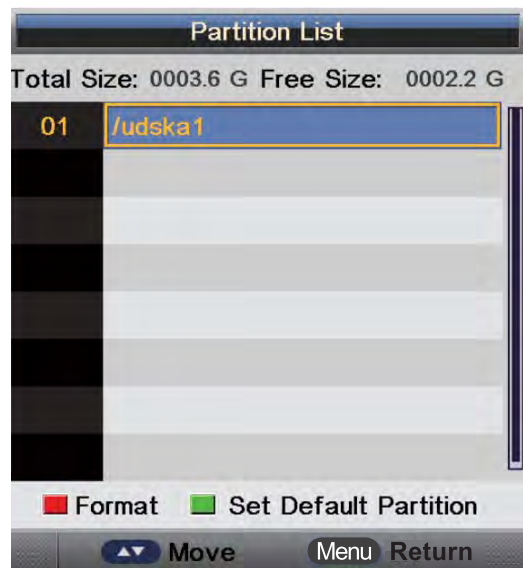 Partition List
Total Size: 0003.6 G Free Size: 0002.2 G
01 /udska1
Format Set Default Partition
Move Menu Return